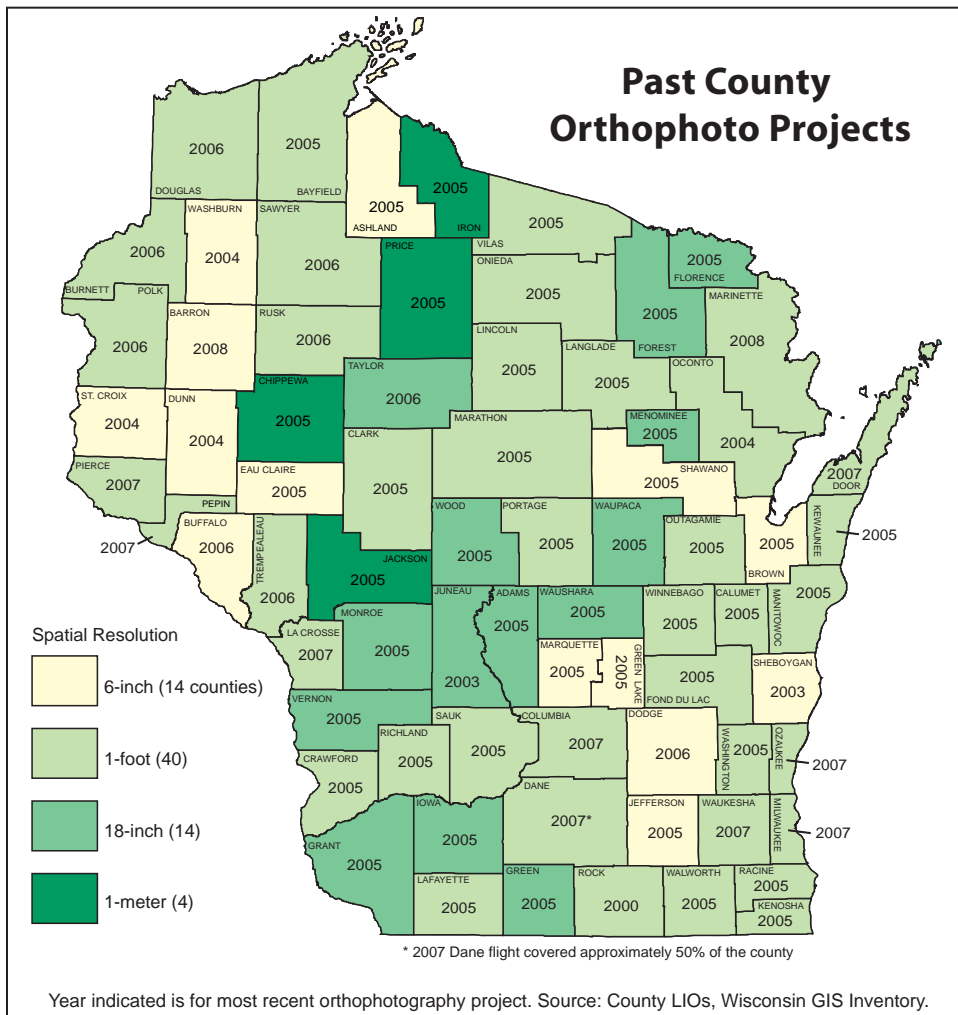 Past County
Orthophoto Projects
2006
DOUGLAS
2005
BAYFIELD
2005
ASHLAND
2005
IRON
WASHBURN
2004
SAWYER
2006
PRICE
2005
2005
VILAS
ONIEDA
2005
2005
FLORENCE
2005
FOREST
MARINETTE
2008
2006
BURNETT
POLK
2006
BARRON
2008
RUSK
2006
LINCOLN
2005
LANGLADE
2005
OCONTO
2004
TAYLOR
2006
CHIPPEWA
2005
ST. CROIX
2004
DUNN
2004
MENOMINEE
2005
MARATHON
2005
CLARK
2005
SHAWANO
2005
PIERCE
2007
EAU CLAIRE
2005
PEPIN
2007
BUFFALO
2006
TREMPEALEAU
2006
JACKSON
2005
WOOD
2005
PORTAGE
2005
WAUPACA
2005
OUTAGAMIE
2005
2005
BROWN
KEWAUNEE
2005
2007
DOOR
MONROE
2005
JUNEAU
2003
ADAMS
2005
WAUSHARA
2005
WINNEBAGO
2005
CALUMET
2005
MANITOWOC
2005
LA CROSSE
2007
MARQUETTE
2005
GREEN LAKE
2005
2005
FOND DU LAC
SHEBOYGAN
2003
VERNON
2005
CRAWFORD
2005
RICHLAND
2005
SAUK
2005
COLUMBIA
2007
DODGE
2006
WASHINGTON
2005
OZAUKEE
2007
GRANT
2005
IOWA
2005
DANE
2007*
JEFFERSON
2005
WAUKESHA
2007
MILWAUKEE
2007
LAFAYETTE
2005
GREEN
2005
ROCK
2000
WALWORTH
2005
RACINE
2005
KENOSHA
2005
Spatial Resolution
6-inch (14 counties)
1-foot (40)
18-inch (14)
1-meter (4)
* 2007 Dane flight covered approximately 50% of the county
Year indicated is for most recent orthophotography project. Source: County LIOs, Wisconsin GIS Inventory.